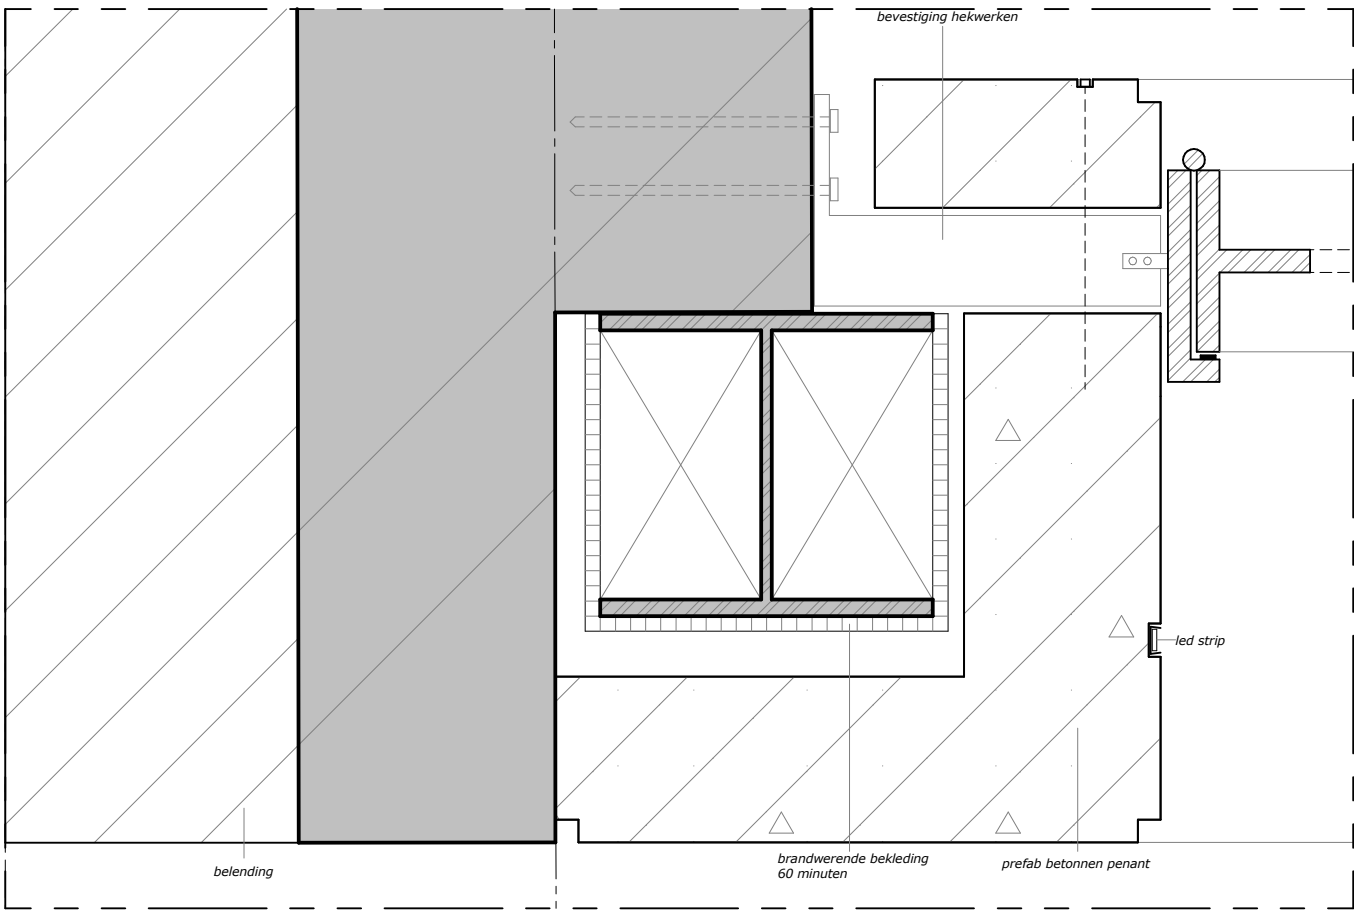 bevestiging hekwerken
led strip
brandwerende bekleding
60 minuten
prefab betonnen penant
belending